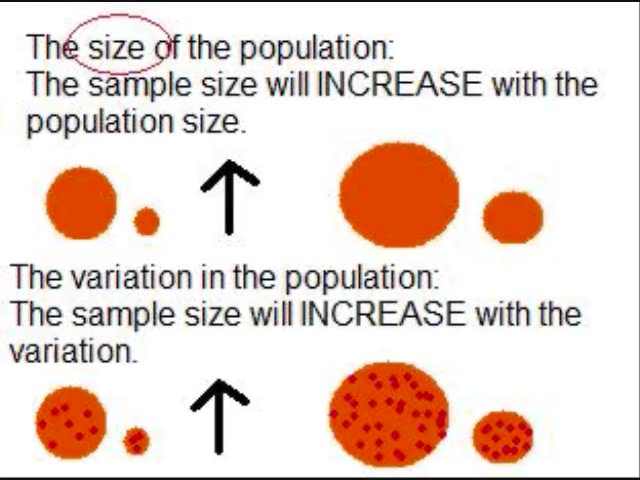 The size of the population:
The sample size will INCREASE with the
population size.
The variation in the population:
The sample size will INCREASE with the
variation.